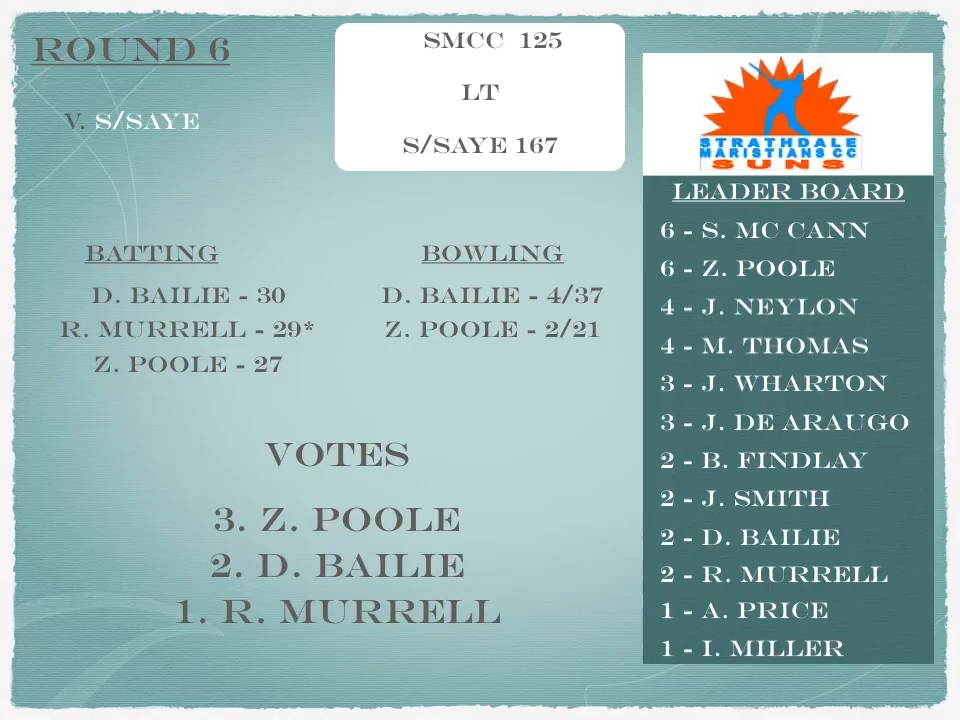 ROUND 6
V. S/SAYE
SMCC 125
LT
S/SAYE 167
STRATHDALE
MARISTIANS CC
SUNS
BATTING
D. BAILIE - 30
R. MURRELL - 29*
Z. POOLE - 27
BOWLING
D. BAILIE - 4/37
Z. POOLE - 2/21
VOTES
3. Z. POOLE
2. D. BAILIE
1. R. MURRELL
LEADER BOARD
6 - S. MC CANN
6 - Z. POOLE
4 - J. NEYLON
4 - M. THOMAS
3 - J. WHARTON
3 - J. DE ARAUGO
2 - B. FINDLAY
2 - J. SMITH
2 - D. BAILIE
2 - R. MURRELL
1 - A. PRICE
1 - I. MILLER